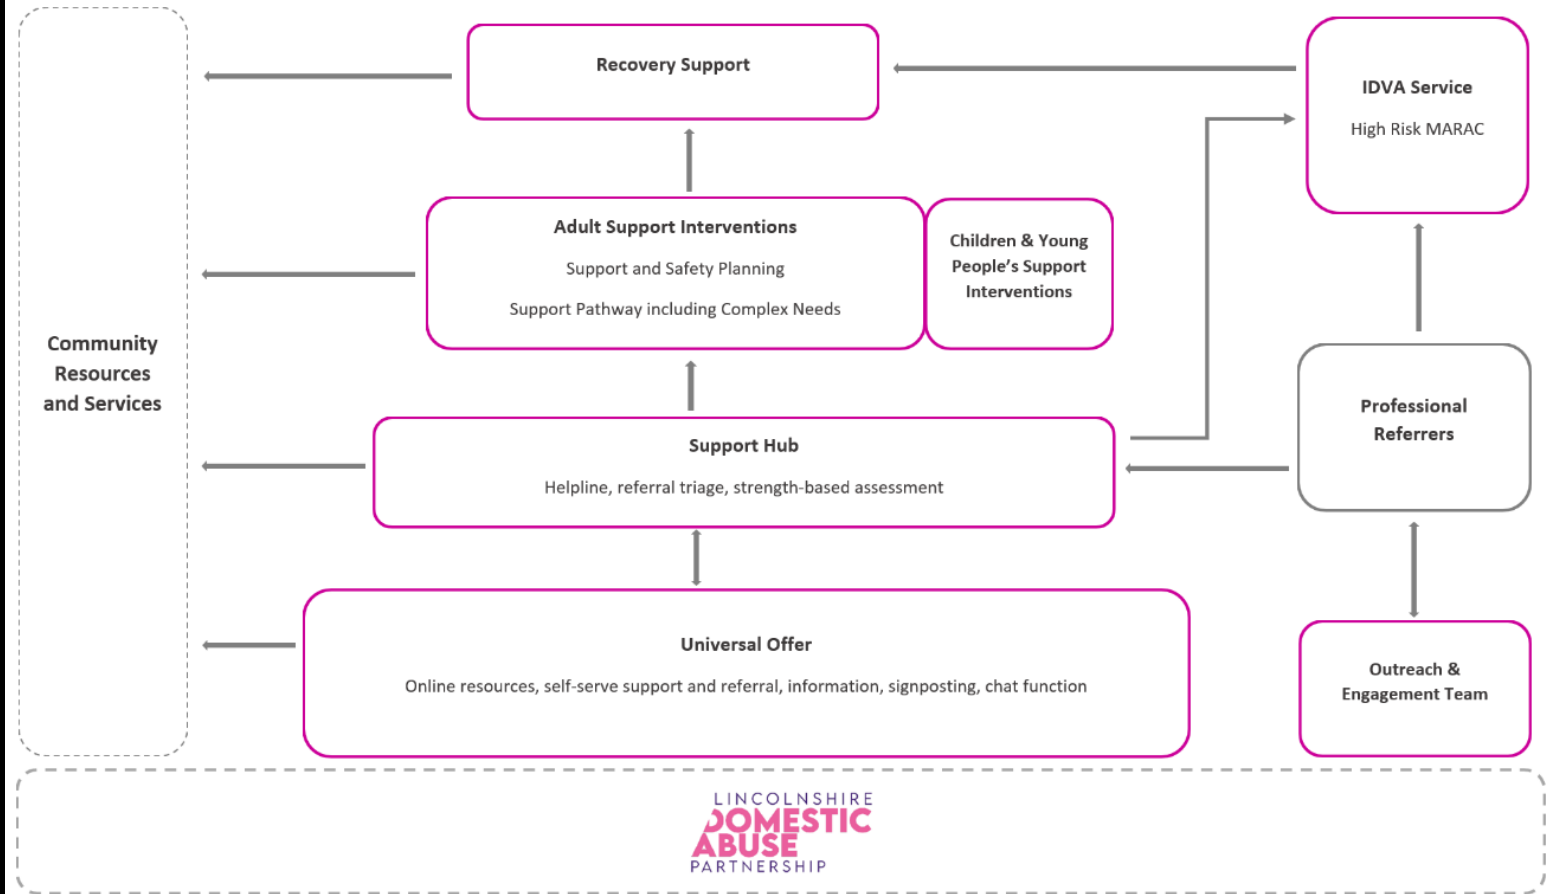 Recovery Support
IDVA Service
High Risk MARAC
Adult Support Interventions
Support and Safety Planning
Support Pathway including Complex Needs
Children & Young
People’s Support
Interventions
Community
Resources
and Services
Professional
Referrers
Support Hub
Helpline, referral triage, strength-based assessment
Universal Offer
Online resources, self-serve support and referral, information, signposting, chat function
Outreach &
Engagement Team
LINCOLNSHIRE
DOMESTIC
ABUSE
PARTNERSHIP